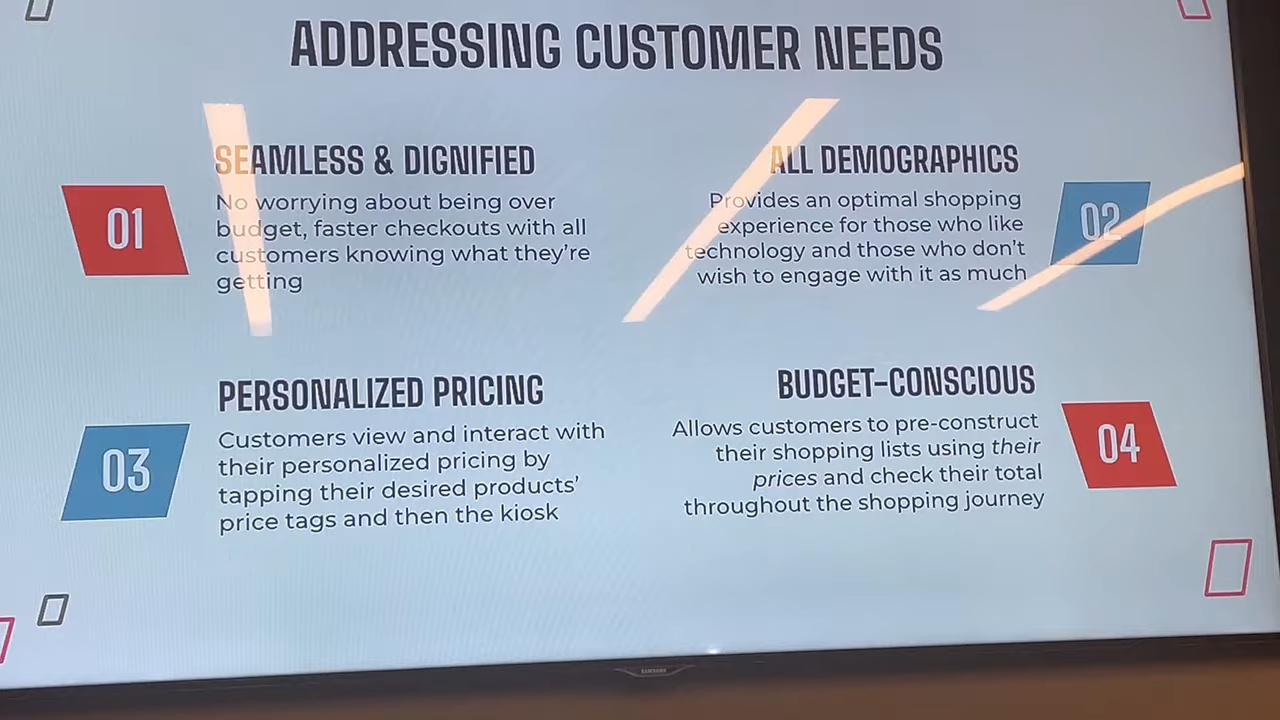 ADDRESSING CUSTOMER NEEDS
01
SEAMLESS & DIGNIFIED
No worrying about being over
budget, faster checkouts with all
customers knowing what they're
getting
ALL DEMOGRAPHICS
Provides an optimal shopping
experience for those who like
technology and those who don't
wish to engage with it as much
02
03
PERSONALIZED PRICING
Customers view and interact with
their personalized pricing by
tapping their desired products'
price tags and then the kiosk
BUDGET-CONSCIOUS
Allows customers to pre-construct
their shopping lists using their
prices and check their total
throughout the shopping journey
04
SAMSUNG